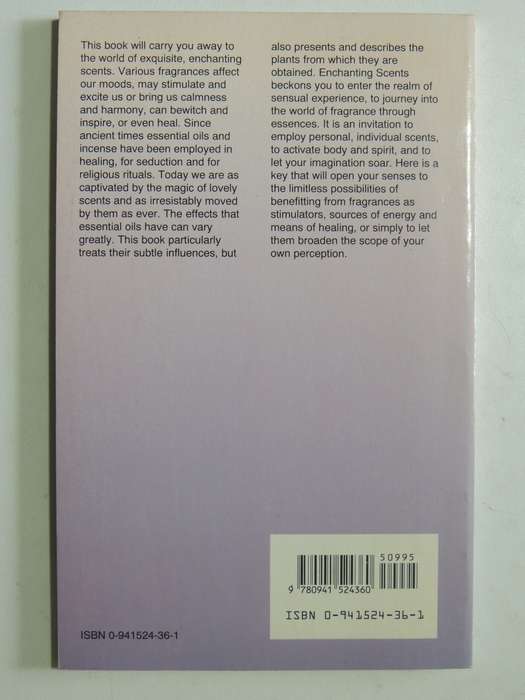 This book will carry you away to
the world of exquisite, enchanting
scents. Various fragrances affect
our moods, may stimulate and
excite us or bring us calmness
and harmony, can bewitch and
inspire, or even heal. Since
ancient times essential oils and
incense have been employed in
healing, for seduction and for
religious rituals. Today we are as
captivated by the magic of lovely
scents and as irresistably moved
by them as ever. The effects that
essential oils have can vary
greatly. This book particularly
treats their subtle influences, but
also presents and describes the
plants from which they are
obtained. Enchanting Scents
beckons you to enter the realm of
sensual experience, to journey into
the world of fragrance through
essences. It is an invitation to
employ personal, individual scents,
to activate body and spirit, and to
let your imagination soar. Here is a
key that will open your senses to
the limitless possibilities of
benefitting from fragrances as
stimulators, sources of energy and
means of healing, or simply to let
them broaden the scope of your
own perception.
50995
9 780941 524360
ISBN 0-941524-36-1
ISBN 0-941524-36-1